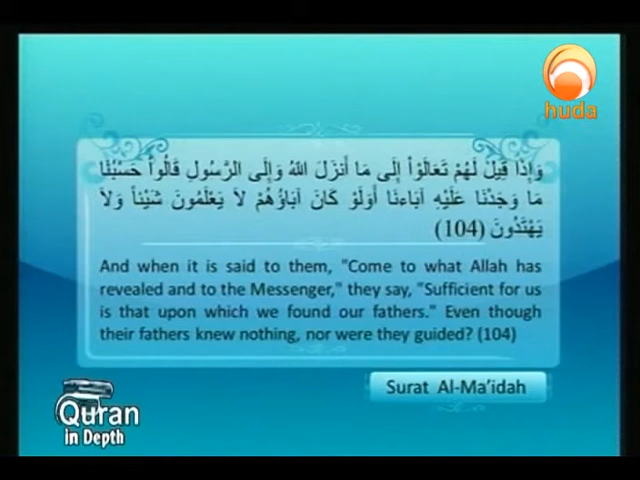 huda
وَإِذَا قِيلَ لَهُمْ تَعَالَوْاْ إِلَى مَا أَنزَلَ اللهُ وَإِلَى الرَّسُولِ قَالُواْ حَسْبُنَا
مَا وَجَدْنَا عَلَيْهِ آبَاءنَا أَوَلَوْ كَانَ آبَاؤُهُمْ لاَ يَعْلَمُونَ شَيْئاً وَلاَ
يَهْتَدُونَ (104)
And when it is said to them, "Come to what Allah has
revealed and to the Messenger," they say, "Sufficient for us
is that upon which we found our fathers." Even though
their fathers knew nothing, nor were they guided? (104)
Surat Al-Ma'idah
Quran
in Depth